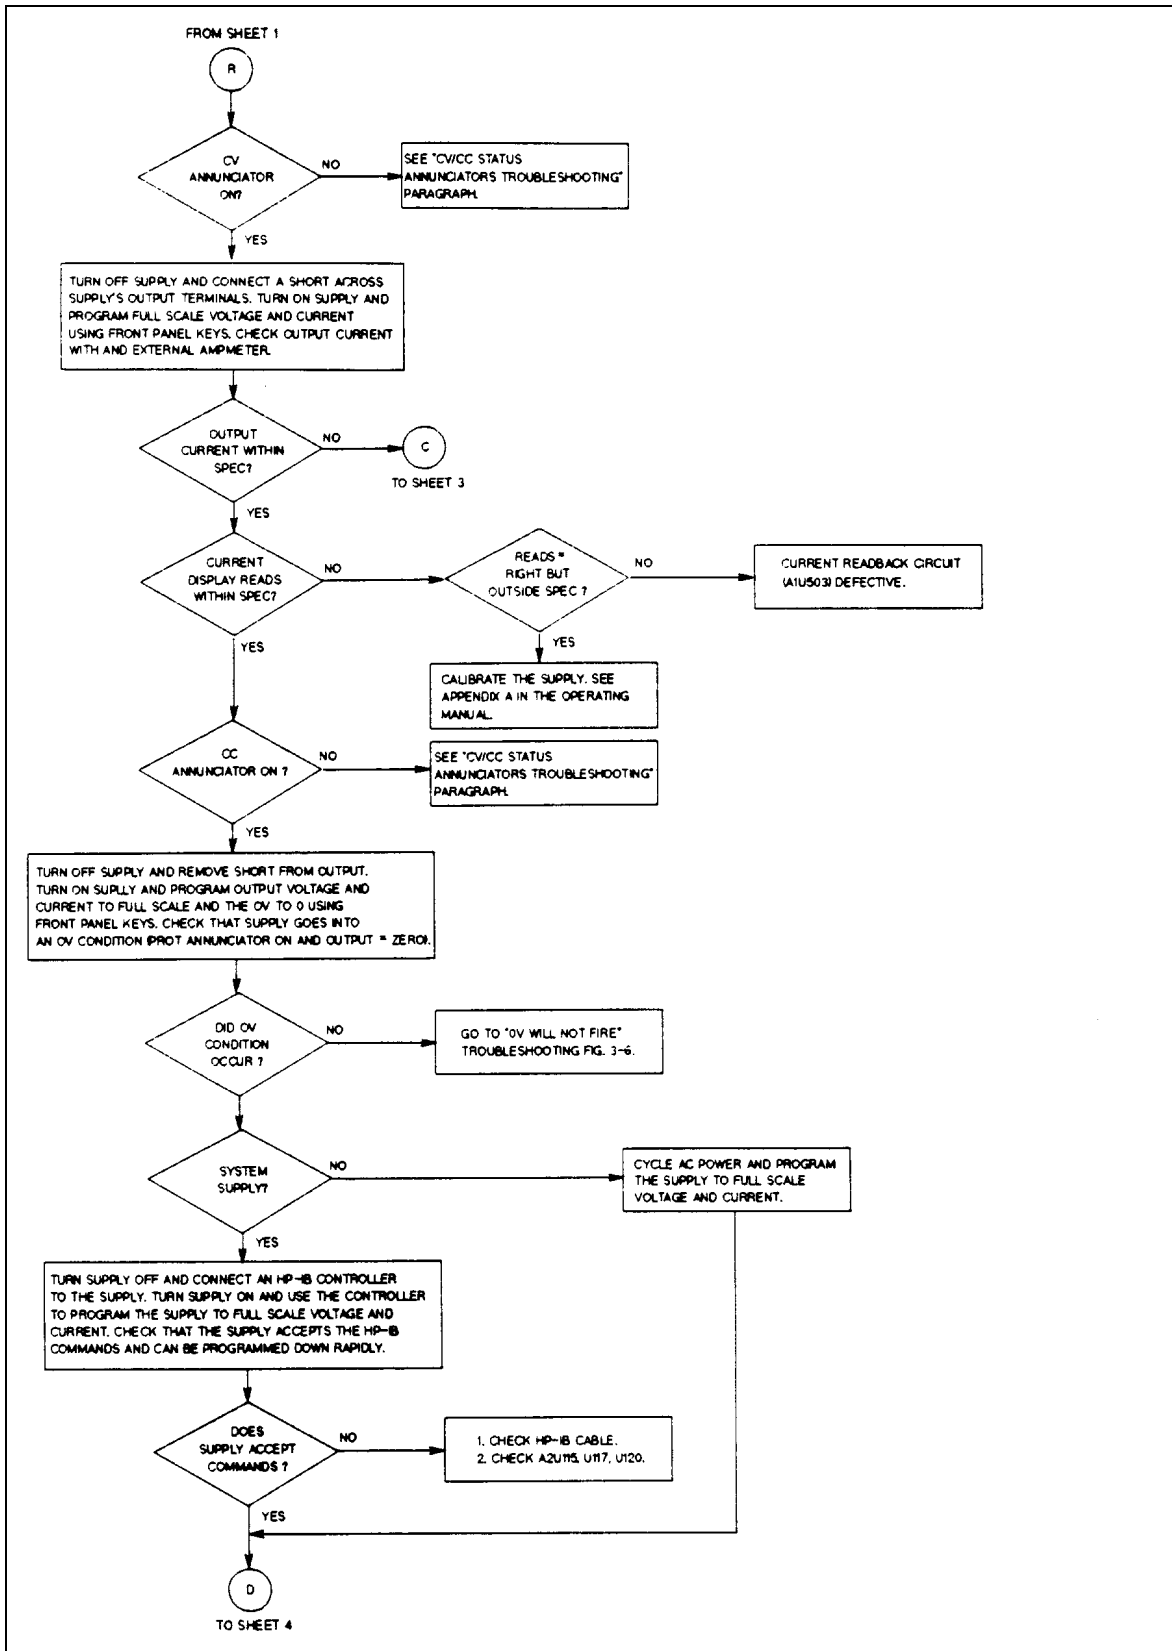 FROM SHEET 1
R
CV
ANNUNCIATOR
ON?
NO
SEE "CV/CC STATUS
ANNUNCIATORS TROUBLESHOOTING"
PARAGRAPH.
YES
TURN OFF SUPPLY AND CONNECT A SHORT ACROSS
SUPPLY'S OUTPUT TERMINALS. TURN ON SUPPLY AND
PROGRAM FULL SCALE VOLTAGE AND CURRENT
USING FRONT PANEL KEYS. CHECK OUTPUT CURRENT
WITH AND EXTERNAL AMPMETER.
OUTPUT
CURRENT WITHIN
SPEC?
NO
C
TO SHEET 3
YES
CURRENT
DISPLAY READS
WITHIN SPEC?
NO
READS ≈
RIGHT BUT
OUTSIDE SPEC ?
NO
CURRENT READBACK CIRCUIT
(A1U503) DEFECTIVE.
YES
YES
CALIBRATE THE SUPPLY. SEE
APPENDIX A IN THE OPERATING
MANUAL.
CC
ANNUNCIATOR ON ?
NO
SEE "CV/CC STATUS
ANNUNCIATORS TROUBLESHOOTING"
PARAGRAPH.
YES
TURN OFF SUPPLY AND REMOVE SHORT FROM OUTPUT.
TURN ON SUPLLY AND PROGRAM OUTPUT VOLTAGE AND
CURRENT TO FULL SCALE AND THE OV TO 0 USING
FRONT PANEL KEYS. CHECK THAT SUPPLY GOES INTO
AN OV CONDITION (PROT ANNUNCIATOR ON AND OUTPUT ≈ ZERO).
DID OV
CONDITION
OCCUR ?
NO
GO TO "OV WILL NOT FIRE"
TROUBLESHOOTING FIG. 3-6.
SYSTEM
SUPPLY?
NO
CYCLE AC POWER AND PROGRAM
THE SUPPLY TO FULL SCALE
VOLTAGE AND CURRENT.
YES
TURN SUPPLY OFF AND CONNECT AN HP-IB CONTROLLER
TO THE SUPPLY. TURN SUPPLY ON AND USE THE CONTROLLER
TO PROGRAM THE SUPPLY TO FULL SCALE VOLTAGE AND
CURRENT. CHECK THAT THE SUPPLY ACCEPTS THE HP-IB
COMMANDS AND CAN BE PROGRAMMED DOWN RAPIDLY.
DOES
SUPPLY ACCEPT
COMMANDS ?
NO
1. CHECK HP-IB CABLE.
2. CHECK A2U115, U117, U120.
YES
D
TO SHEET 4